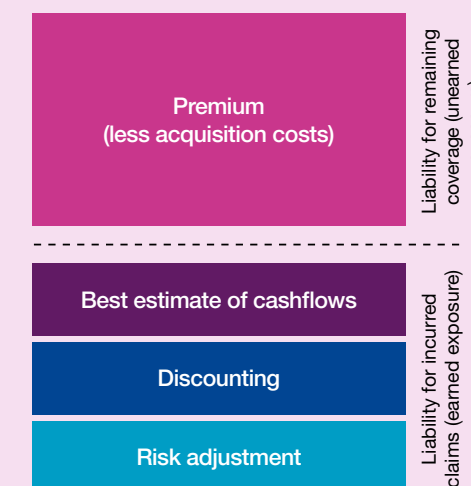 Premium
(less acquisition costs)
Liability for remaining
coverage (unearned
Best estimate of cashflows
Discounting
Risk adjustment
Liability for incurred
claims (earned exposure)